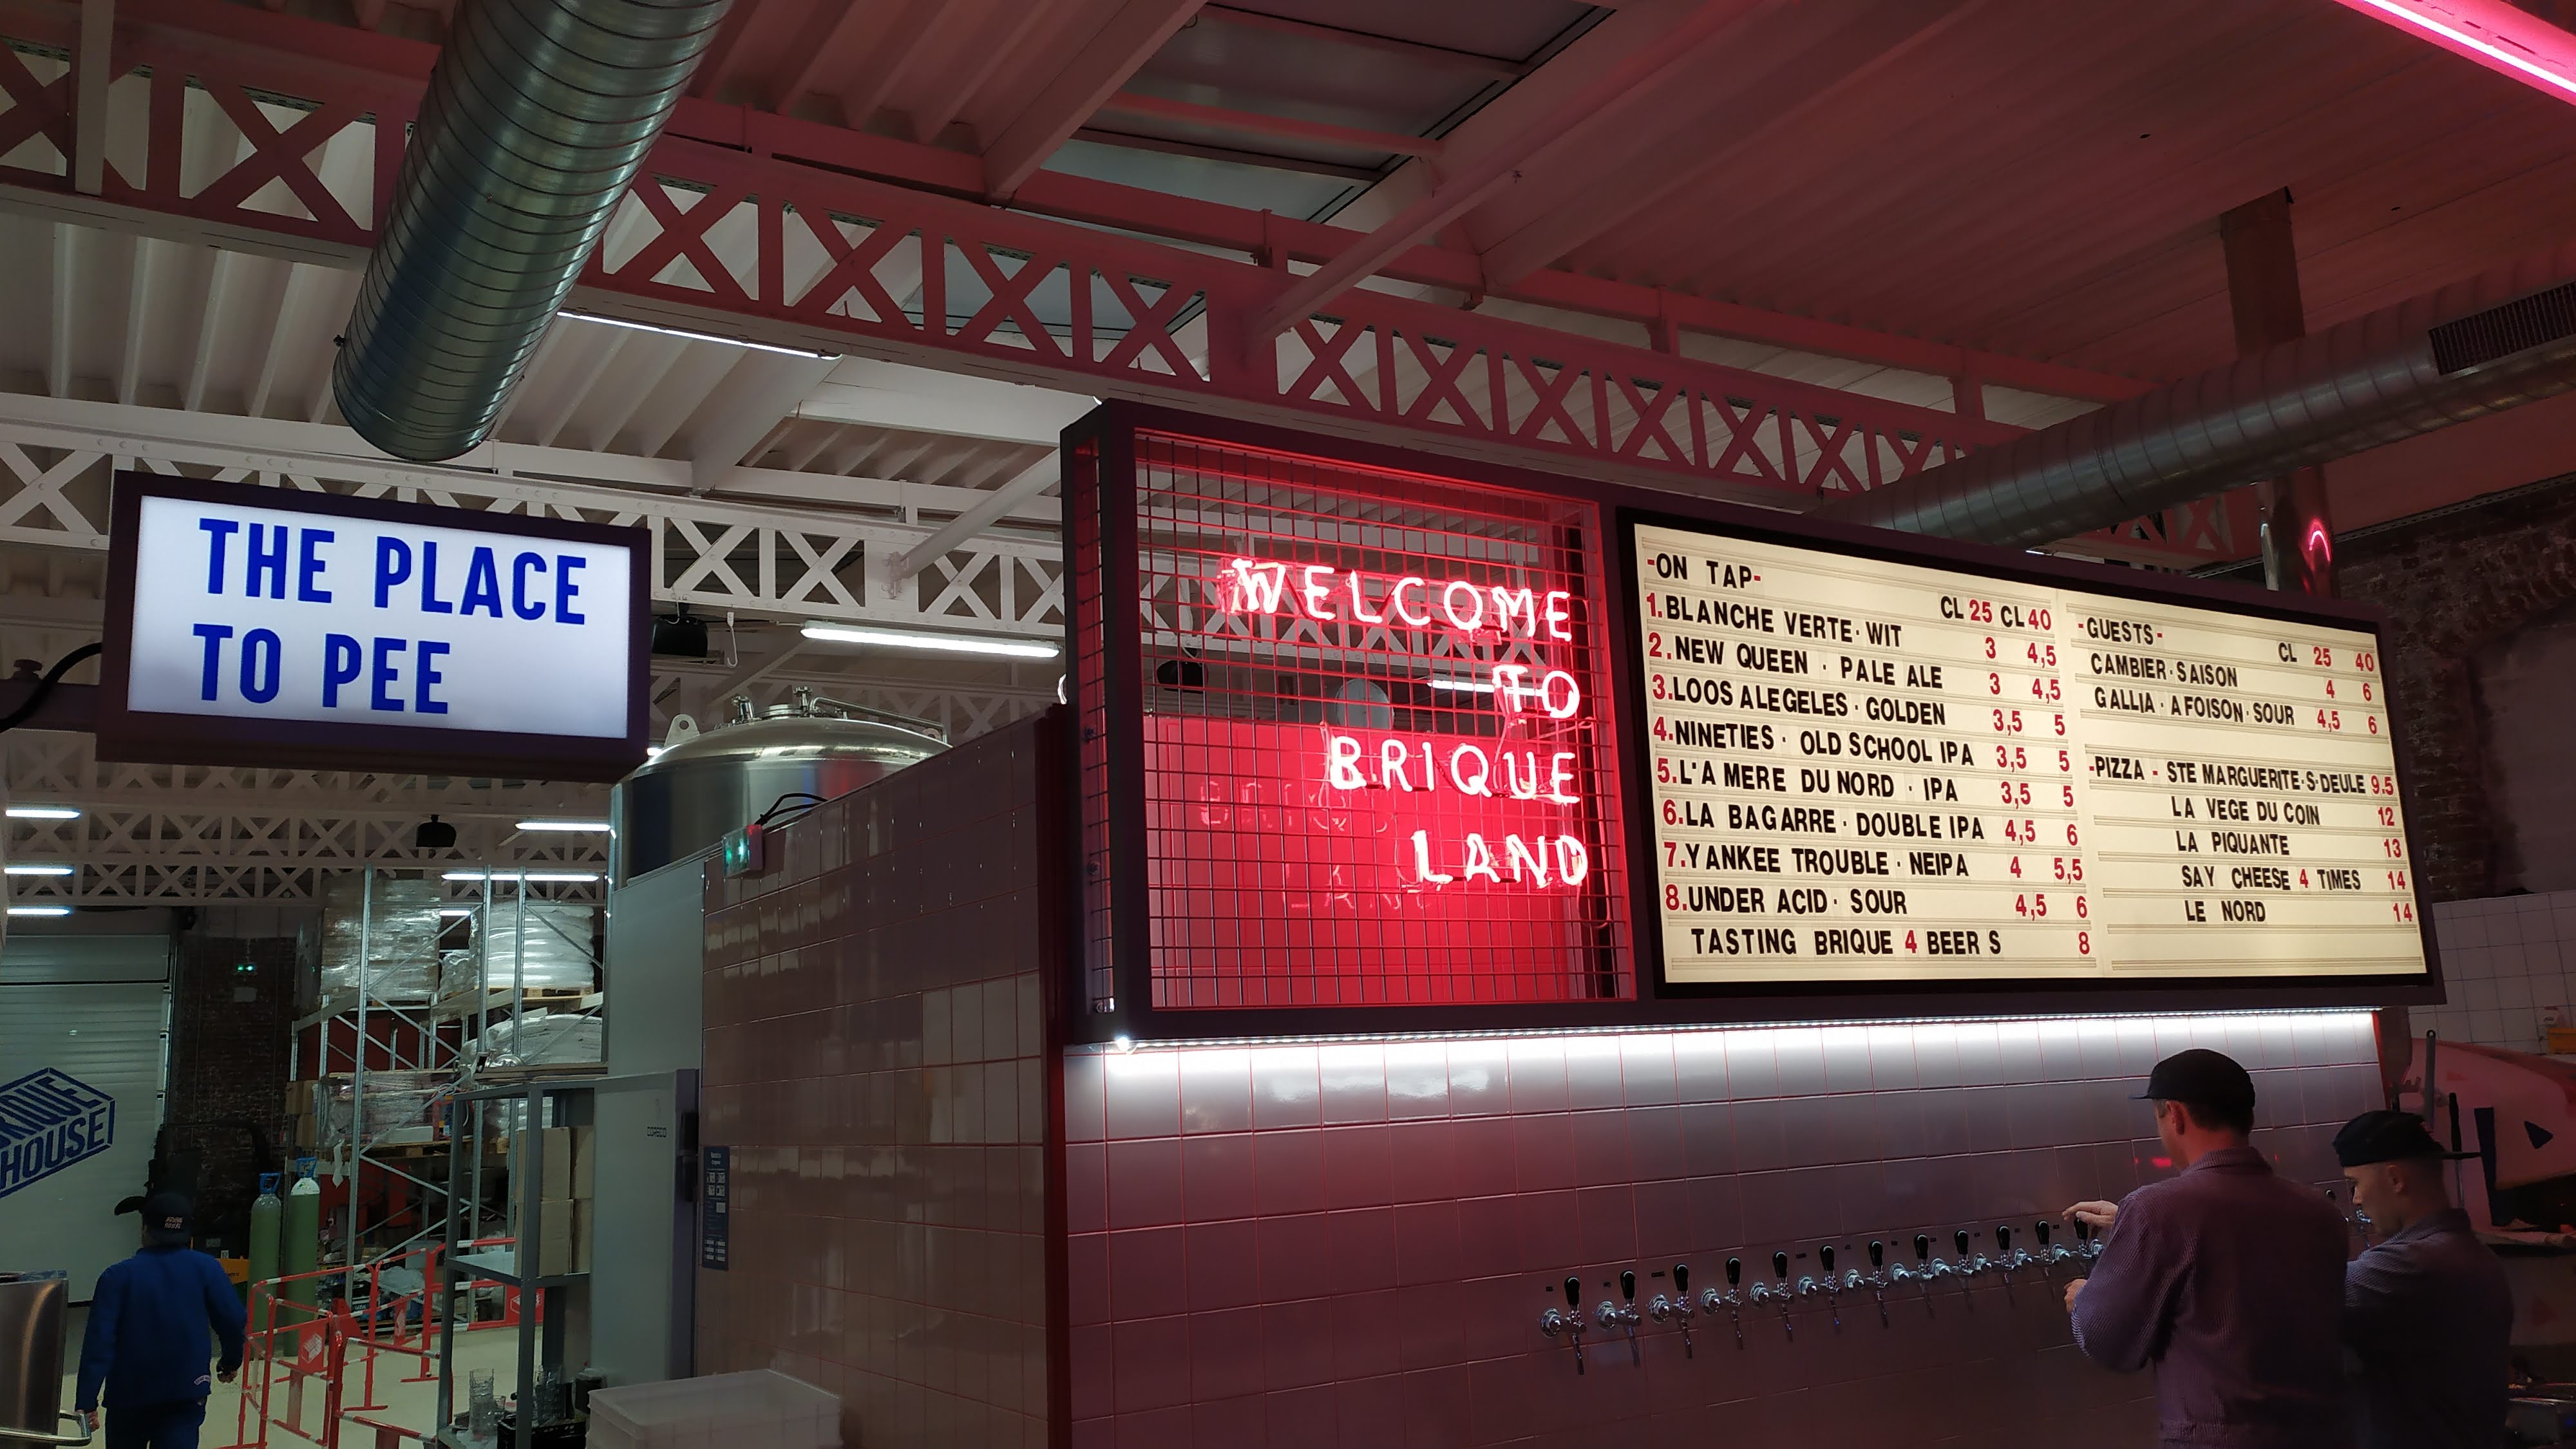 THE PLACE
TO PEE
WELCOME
TO
BRIQUE
LAND
-ON TAP-
CL 25 CL 40
1.BLANCHE VERTE·WIT 3 4,5
2.NEW QUEEN · PALE ALE 3 4,5
3.LOOS ALEGELES·GOLDEN 3,5 5
4.NINETIES· OLD SCHOOL IPA 3,5 5
5.L'A MERE DU NORD · IPA 3,5 5
6.LA BAGARRE·DOUBLE IPA 4,5 6
7.YANKEE TROUBLE·NEIPA 4 5,5
8.UNDER ACID· SOUR 4,5 6
TASTING BRIQUE 4 BEER S 8
-GUESTS-
CL 25 40
CAMBIER·SAISON 4 6
GALLIA·A FOISON·SOUR 4,5 6
-PIZZA - STE MARGUERITE·S·DEULE 9.5
LA VEGE DU COIN 12
LA PIQUANTE 13
SAY CHEESE 4 TIMES 14
LE NORD 14
HOUSE